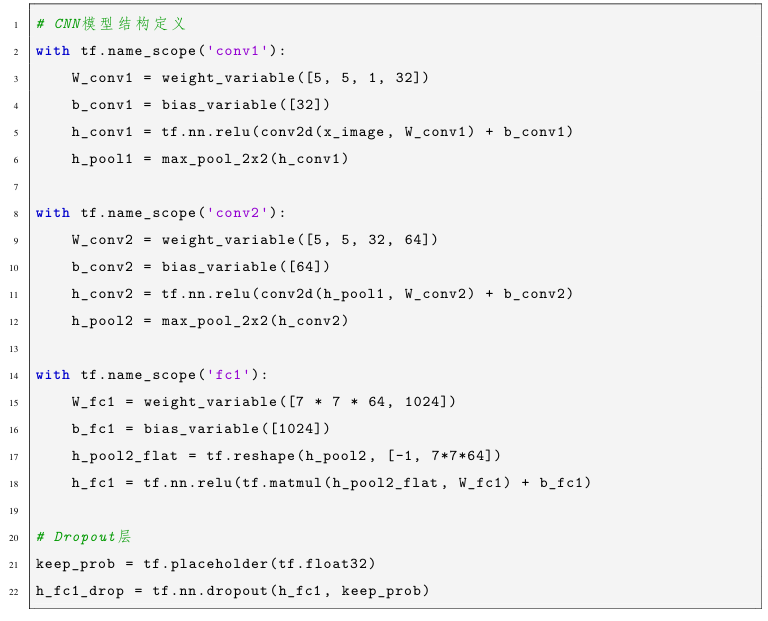 1 # CNN模型结构定义
2 with tf.name_scope('conv1'):
3     W_conv1 = weight_variable([5, 5, 1, 32])
4     b_conv1 = bias_variable([32])
5     h_conv1 = tf.nn.relu(conv2d(x_image, W_conv1) + b_conv1)
6     h_pool1 = max_pool_2x2(h_conv1)
7
8 with tf.name_scope('conv2'):
9     W_conv2 = weight_variable([5, 5, 32, 64])
10     b_conv2 = bias_variable([64])
11     h_conv2 = tf.nn.relu(conv2d(h_pool1, W_conv2) + b_conv2)
12     h_pool2 = max_pool_2x2(h_conv2)
13
14 with tf.name_scope('fc1'):
15     W_fc1 = weight_variable([7 * 7 * 64, 1024])
16     b_fc1 = bias_variable([1024])
17     h_pool2_flat = tf.reshape(h_pool2, [-1, 7*7*64])
18     h_fc1 = tf.nn.relu(tf.matmul(h_pool2_flat, W_fc1) + b_fc1)
19
20 # Dropout层
21 keep_prob = tf.placeholder(tf.float32)
22 h_fc1_drop = tf.nn.dropout(h_fc1, keep_prob)